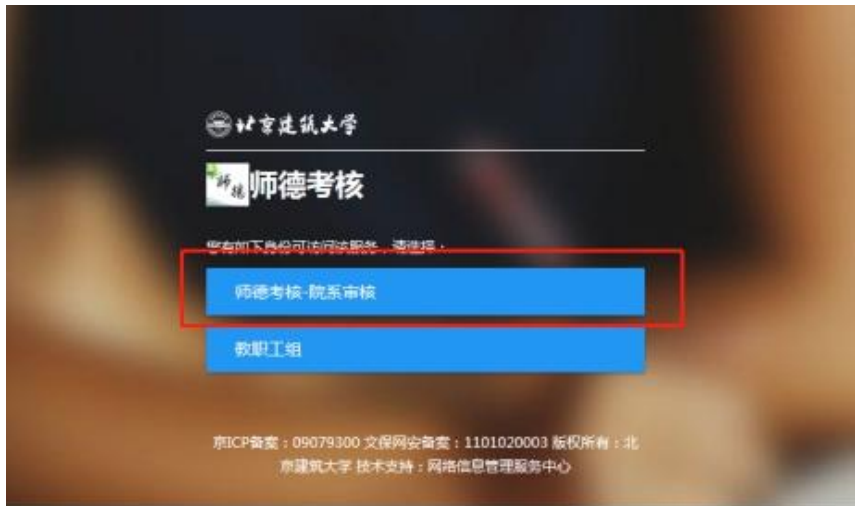 北京建筑大学
师德
师德考核
您有如下身份可访问该服务，请选择：
师德考核-院系审核
教职工组
京ICP备案：09079300 文保网安备案：1101020003 版权所有：北
京建筑大学 技术支持：网络信息管理服务中心